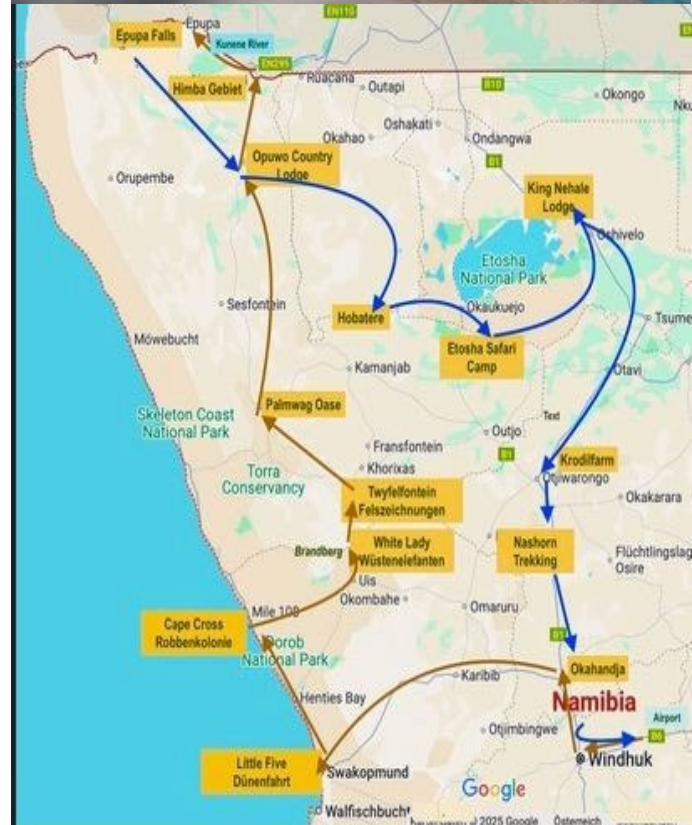 EN110
Epupa
Epupa Falls
Kunene River
EN295
Himba Gebiet
Ruacana
Outapi
B10
Okongo
Oshakati
Okahao
Ondangwa
D1
Opuwo Country
Lodge
Orupembe
King Nehale
Lodge
Oshivelo
Etosha
National Park
Sesfontein
Hobatere
Okaukuejo
Tsume
Möwebucht
Etosha Safari
Camp
Kamanjab
Otavi
Palmwag Oase
Skeleton Coast
National Park
Text
Outjo
Fransfontein
B1
Krodilfarm
Khorixas
Torra
Conservancy
Otjiwarongo
Twyfelfontein
Felszeichnungen
Okakarara
Brandberg
White Lady
Wüstenelefanten
Nashorn
Trekking
Flüchtlingslag
Osire
Uis
Okombahe
Mile 108
Omaruru
Cape Cross
Robbenkolonie
Dorob
National Park
Okahandja
Karibib
Henties Bay
Namibia
Airport
Otjimbingwe
Little Five
Dünenfahrt
Windhuk
Swakopmund
Google
Walfischbucht
2025 Google
Österreich